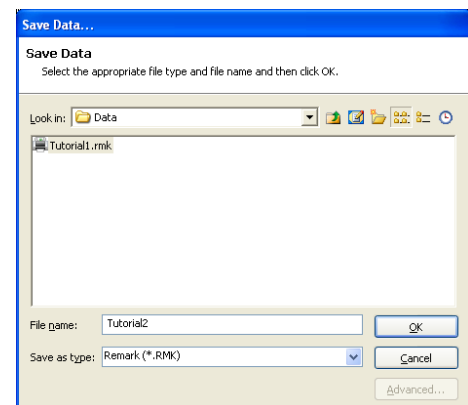 Save Data...
Save Data
Select the appropriate file type and file name and then click OK.
Look in: Data
Tutorial1.rmk
File name: Tutorial2 OK
Save as type: Remark (*.RMK) Cancel
Advanced...